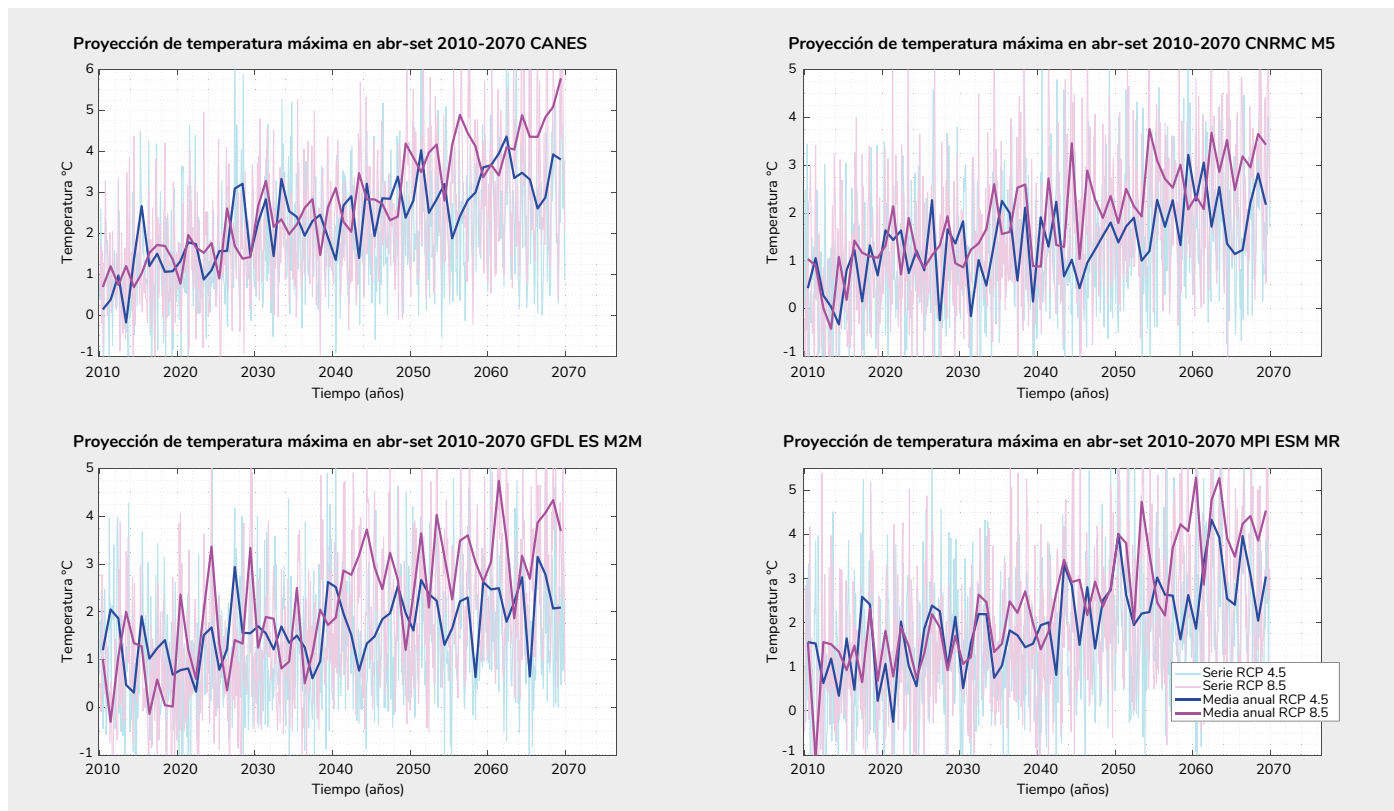 Proyección de temperatura máxima en abr-set 2010-2070 CANES
6
5
4
3
2
1
0
-1
Temperatura °C
2010 2020 2030 2040 2050 2060 2070
Tiempo (años)
Proyección de temperatura máxima en abr-set 2010-2070 CNRMC M5
5
4
3
2
1
0
-1
Temperatura °C
2010 2020 2030 2040 2050 2060 2070
Tiempo (años)
Proyección de temperatura máxima en abr-set 2010-2070 GFDL ES M2M
5
4
3
2
1
0
-1
Temperatura °C
2010 2020 2030 2040 2050 2060 2070
Tiempo (años)
Proyección de temperatura máxima en abr-set 2010-2070 MPI ESM MR
5
4
3
2
1
0
-1
Temperatura °C
2010 2020 2030 2040 2050 2060 2070
Tiempo (años)
Serie RCP 4.5
Serie RCP 8.5
Media anual RCP 4.5
Media anual RCP 8.5